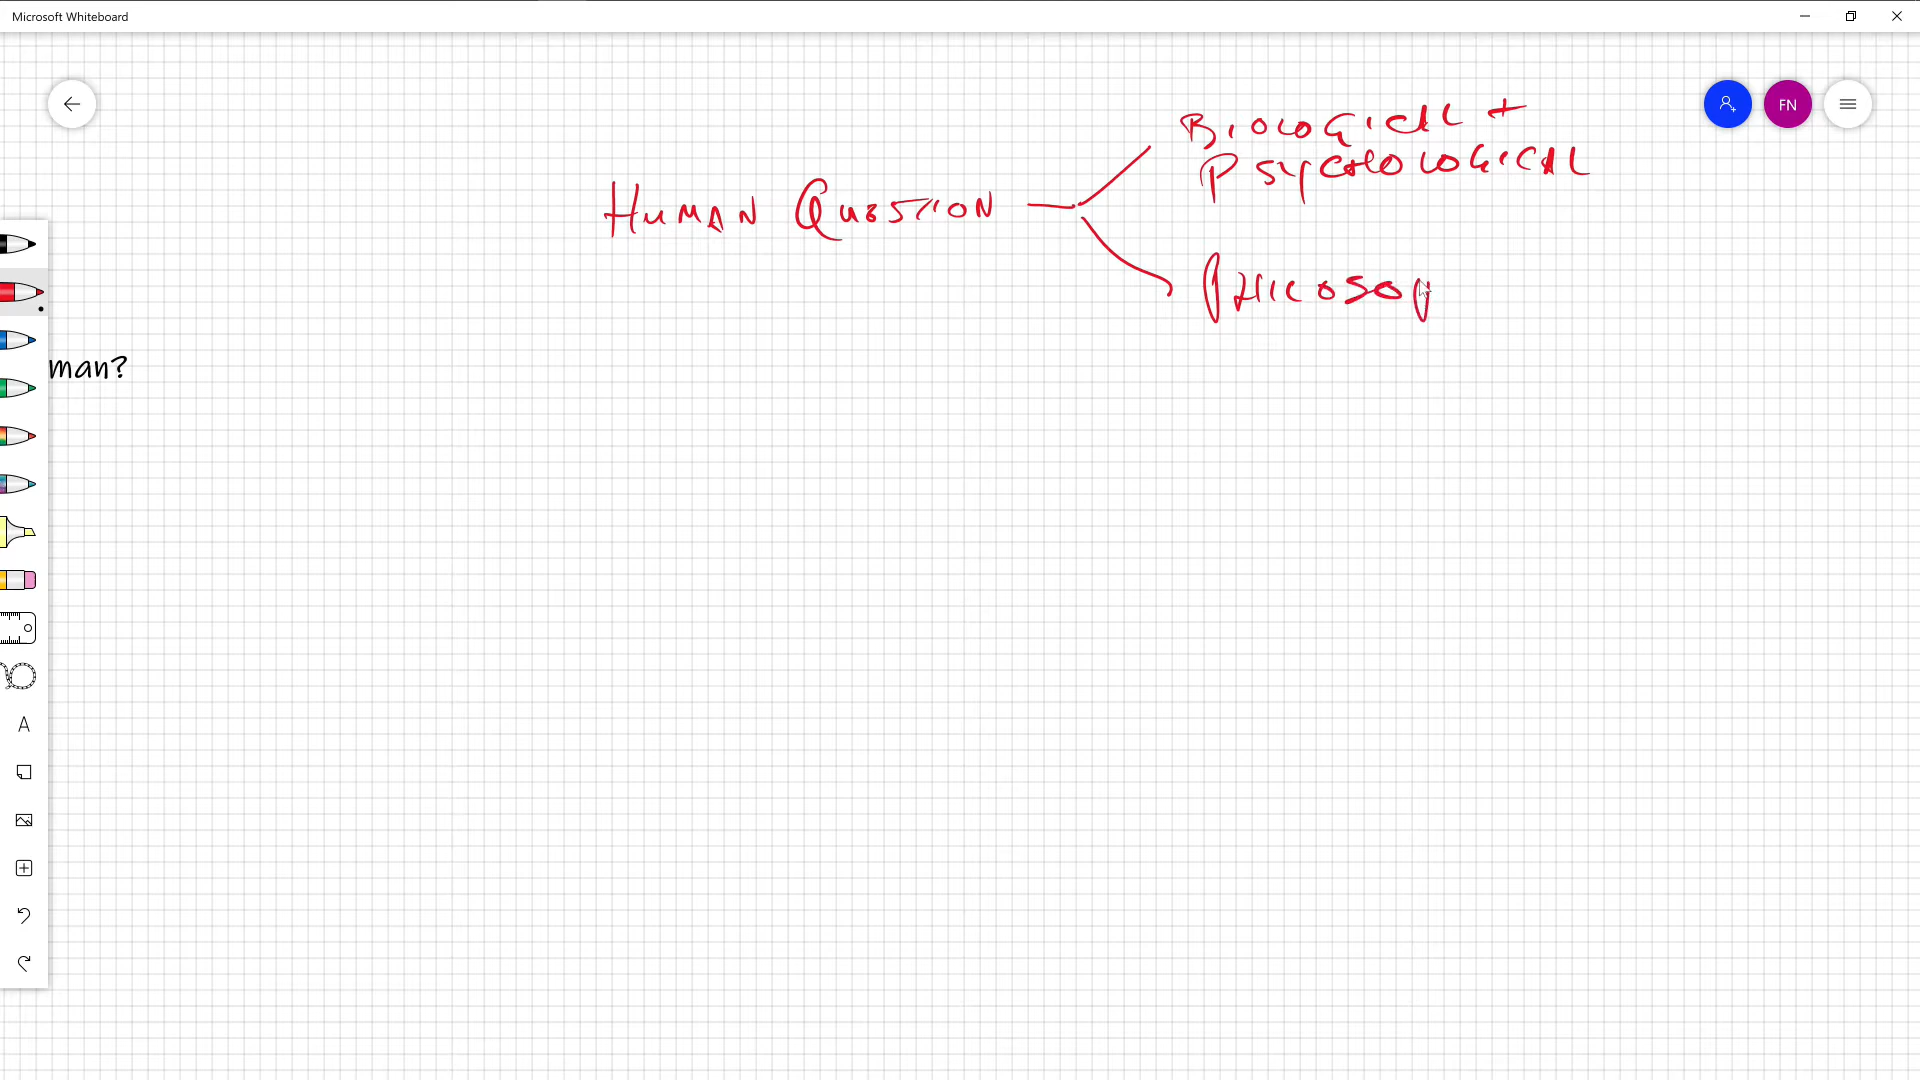 Microsoft Whiteboard
BIOLOGICAL +
PSYCHOLOGICAL
FN
HUMAN QUESTION
PHILOSOP
man?
A